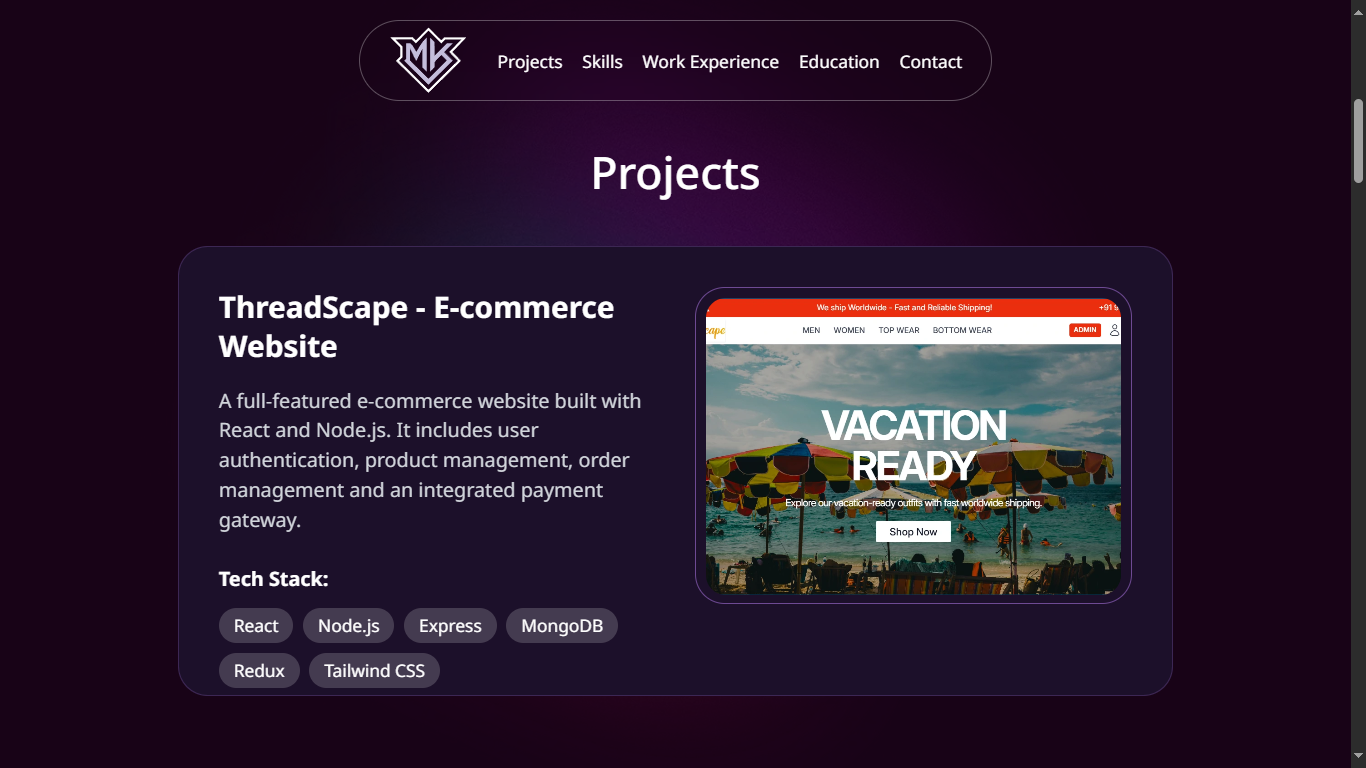 MK
Projects Skills Work Experience Education Contact
Projects
ThreadScape - E-commerce
Website
A full-featured e-commerce website built with
React and Node.js. It includes user
authentication, product management, order
management and an integrated payment
gateway.
Tech Stack:
React Node.js Express MongoDB
Redux Tailwind CSS
We ship Worldwide - Fast and Reliable Shipping! +91 9
cape MEN WOMEN TOP WEAR BOTTOM WEAR ADMIN
VACATION
READY
Explore our vacation-ready outfits with fast worldwide shipping.
Shop Now